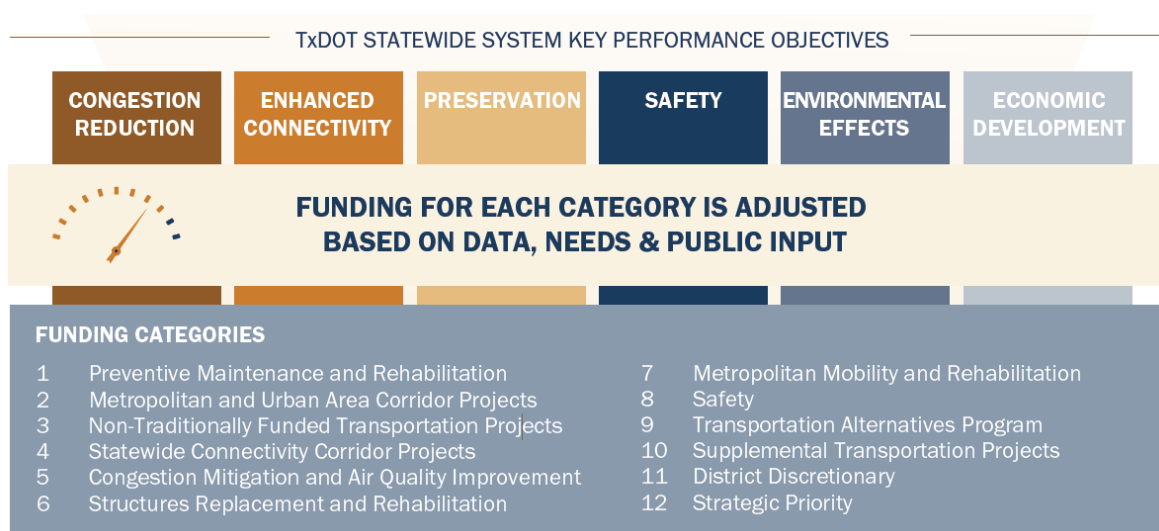 TxDOT STATEWIDE SYSTEM KEY PERFORMANCE OBJECTIVES
CONGESTION
REDUCTION
ENHANCED
CONNECTIVITY
PRESERVATION
SAFETY
ENVIRONMENTAL
EFFECTS
ECONOMIC
DEVELOPMENT
FUNDING FOR EACH CATEGORY IS ADJUSTED
BASED ON DATA, NEEDS & PUBLIC INPUT
FUNDING CATEGORIES
1 Preventive Maintenance and Rehabilitation
2 Metropolitan and Urban Area Corridor Projects
3 Non-Traditionally Funded Transportation Projects
4 Statewide Connectivity Corridor Projects
5 Congestion Mitigation and Air Quality Improvement
6 Structures Replacement and Rehabilitation
7 Metropolitan Mobility and Rehabilitation
8 Safety
9 Transportation Alternatives Program
10 Supplemental Transportation Projects
11 District Discretionary
12 Strategic Priority